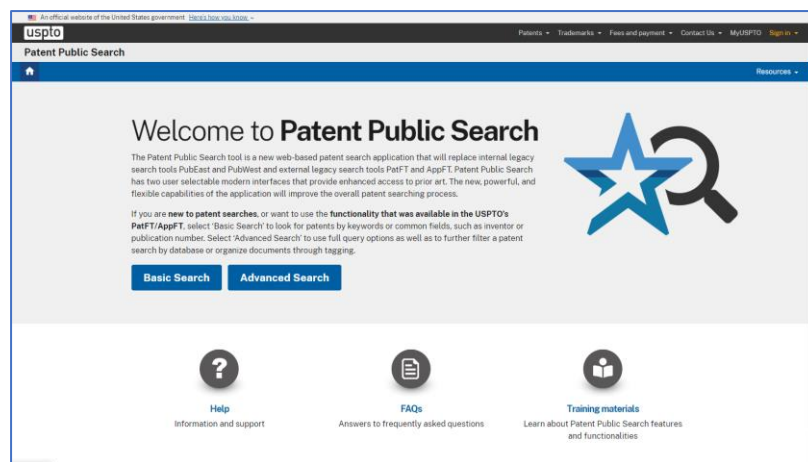 An official website of the United States government Here's how you know
uspto
Patents Trademarks Fees and payment Contact Us MyUSPTO Sign in
Patent Public Search
Resources
Welcome to Patent Public Search
The Patent Public Search tool is a new web-based patent search application that will replace internal legacy
search tools PubEast and PubWest and external legacy search tools PatFT and AppFT. Patent Public Search
has two user selectable modern interfaces that provide enhanced access to prior art. The new, powerful, and
flexible capabilities of the application will improve the overall patent searching process.
If you are new to patent searches, or want to use the functionality that was available in the USPTO's
PatFT/AppFT, select 'Basic Search' to look for patents by keywords or common fields, such as inventor or
publication number. Select 'Advanced Search' to use full query options as well as to further filter a patent
search by database or organize documents through tagging.
Basic Search Advanced Search
Help FAQs Training materials
Information and support Answers to frequently asked questions Learn about Patent Public Search features
and functionalities